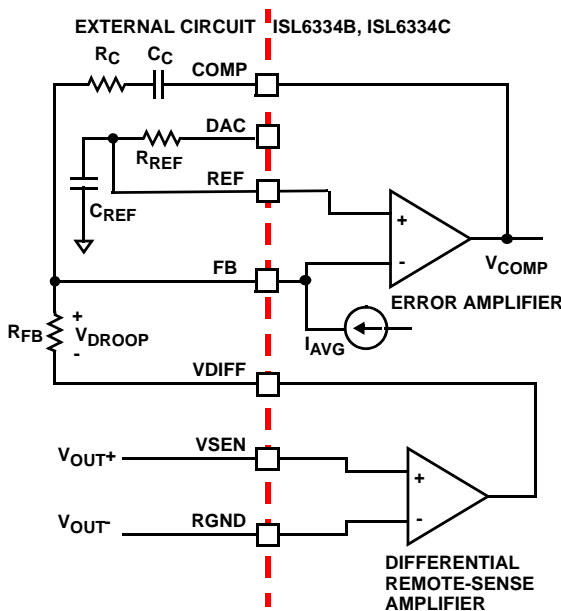 EXTERNAL CIRCUIT ISL6334B, ISL6334C
RC CC COMP
DAC
RREF
REF
CREF
+
-
VCOMP
FB
ERROR AMPLIFIER
RFB
+
VDROOP
-
IAVG
VDIFF
VOUT+
VSEN
+
VOUT-
RGND
-
DIFFERENTIAL
REMOTE-SENSE
AMPLIFIER